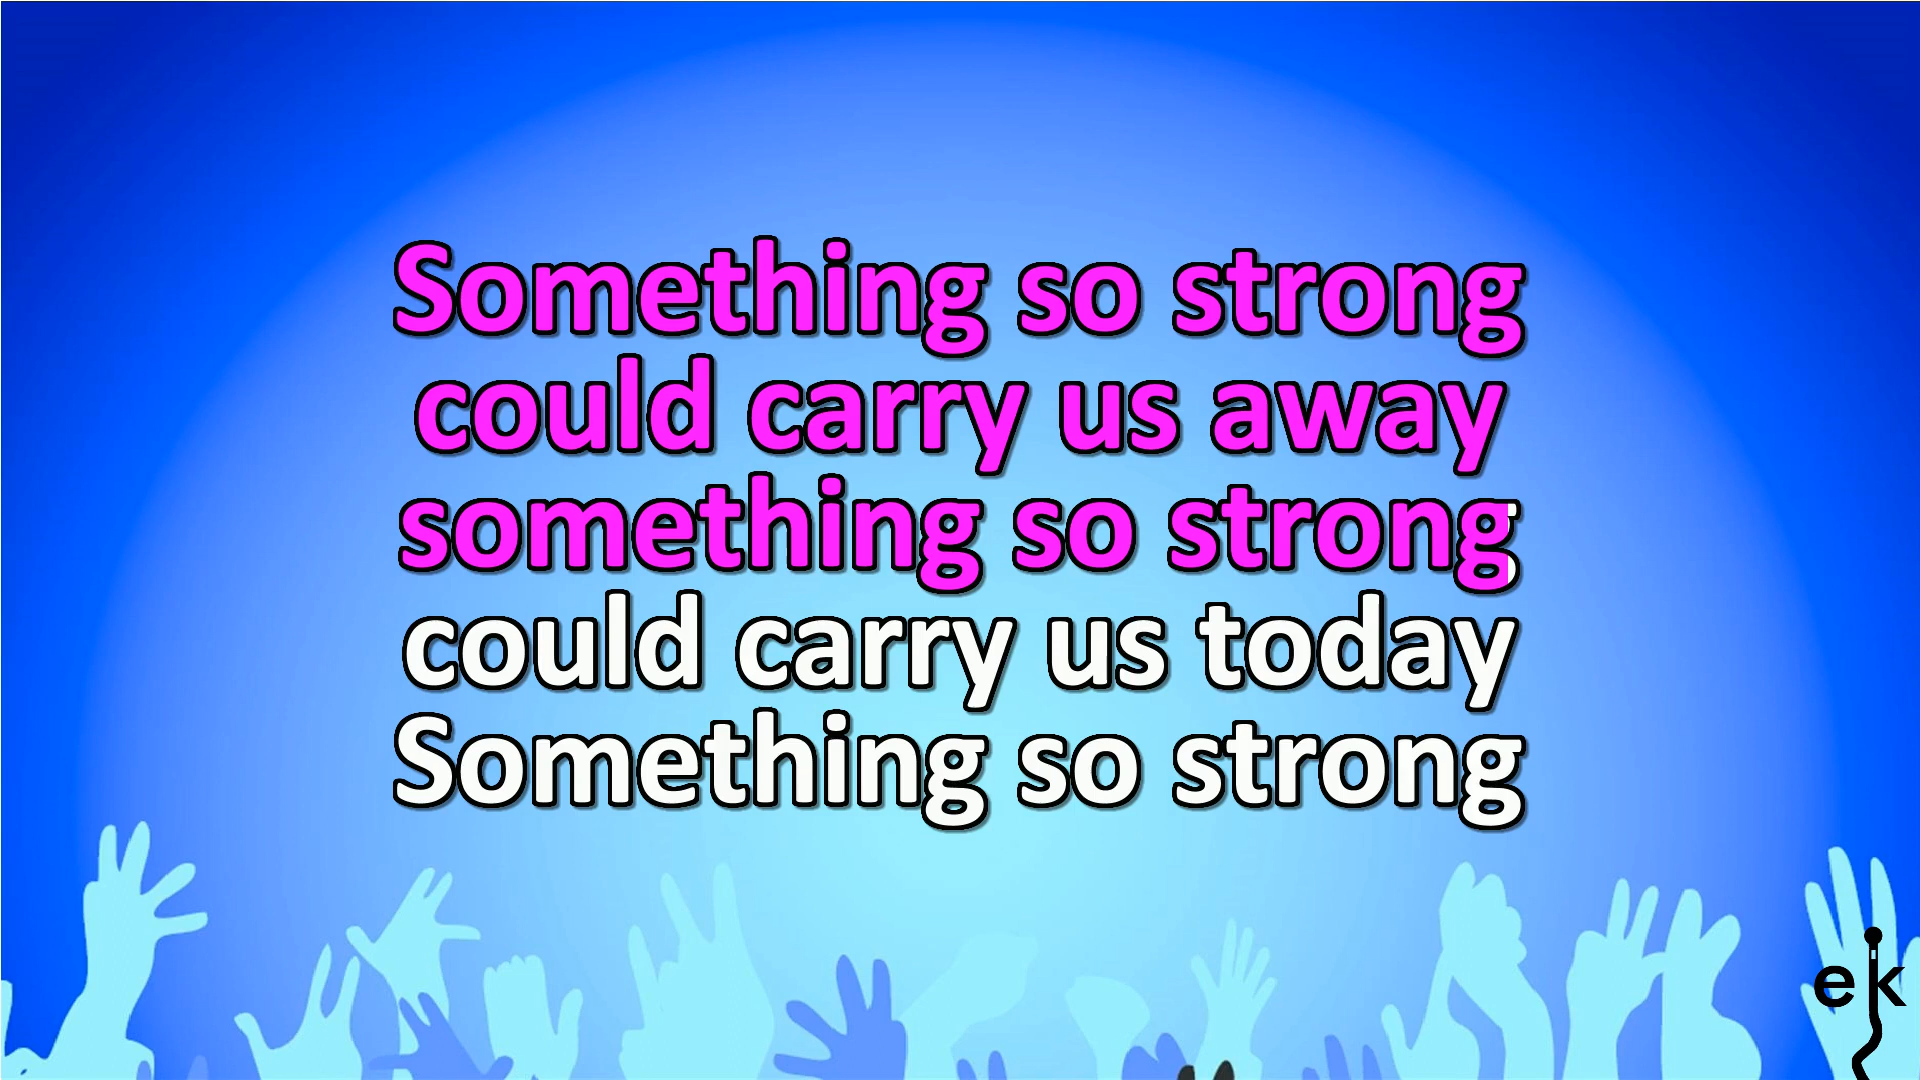 Something so strong
could carry us away
something so strong
could carry us today
Something so strong
ek